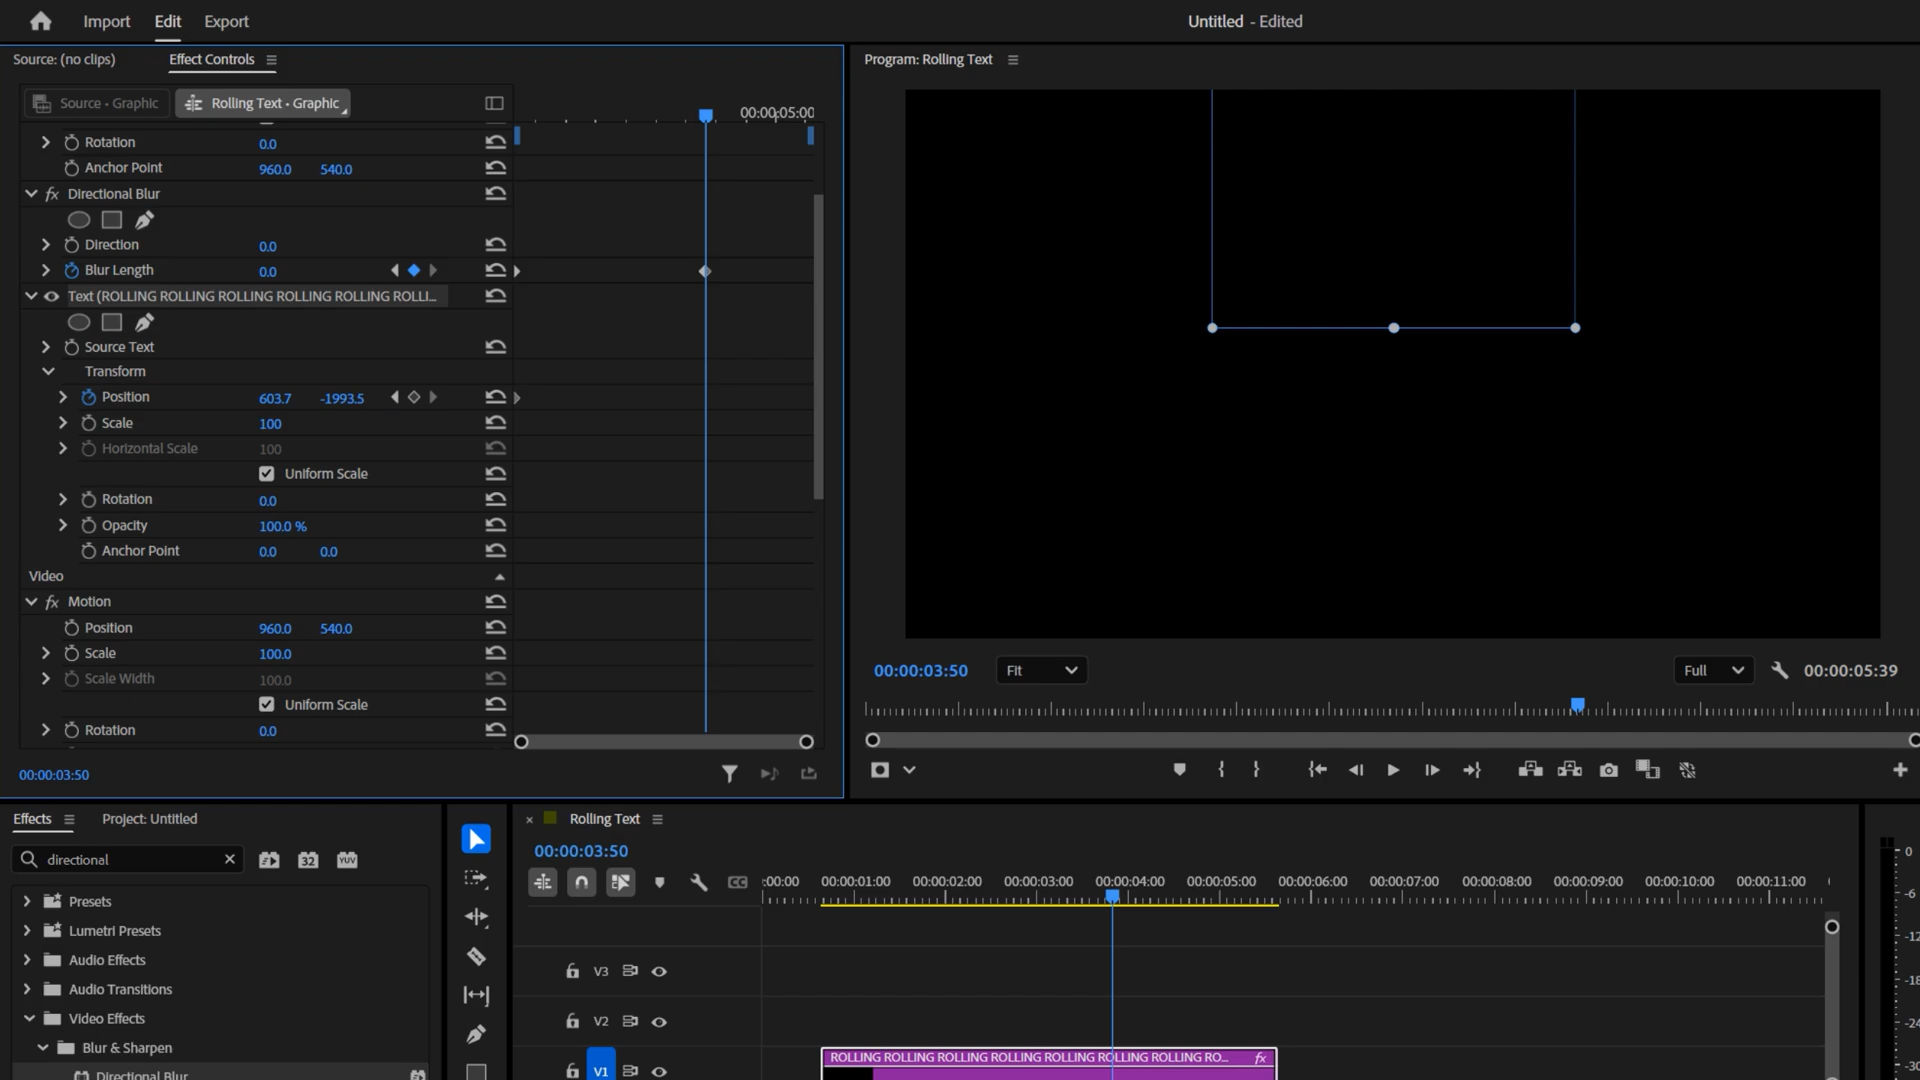 Import Edit Export
Untitled - Edited
Source: (no clips) Effect Controls
Program: Rolling Text
Source • Graphic Rolling Text • Graphic
00:00:05:00
Rotation 0.0
Anchor Point 960.0 540.0
fx Directional Blur
Direction 0.0
Blur Length 0.0
Text (ROLLING ROLLING ROLLING ROLLING ROLLING ROLLI...
Source Text
Transform
Position 603.7 -1993.5
Scale 100
Horizontal Scale 100
Uniform Scale
Rotation 0.0
Opacity 100.0 %
Anchor Point 0.0 0.0
Video
fx Motion
Position 960.0 540.0
Scale 100.0
Scale Width 100.0
Uniform Scale
Rotation 0.0
00:00:03:50
00:00:03:50 Fit Full 00:00:05:39
Effects Project: Untitled
directional 32 YUV
Presets
Lumetri Presets
Audio Effects
Audio Transitions
Video Effects
Blur & Sharpen
Directional Blur
× Rolling Text
00:00:03:50
CC
:00:00 00:00:01:00 00:00:02:00 00:00:03:00 00:00:04:00 00:00:05:00 00:00:06:00 00:00:07:00 00:00:08:00 00:00:09:00 00:00:10:00 00:00:11:00
V3
V2
V1
ROLLING ROLLING ROLLING ROLLING ROLLING ROLLING ROLLING RO... fx
0
-6
-12
-18
-24
-30